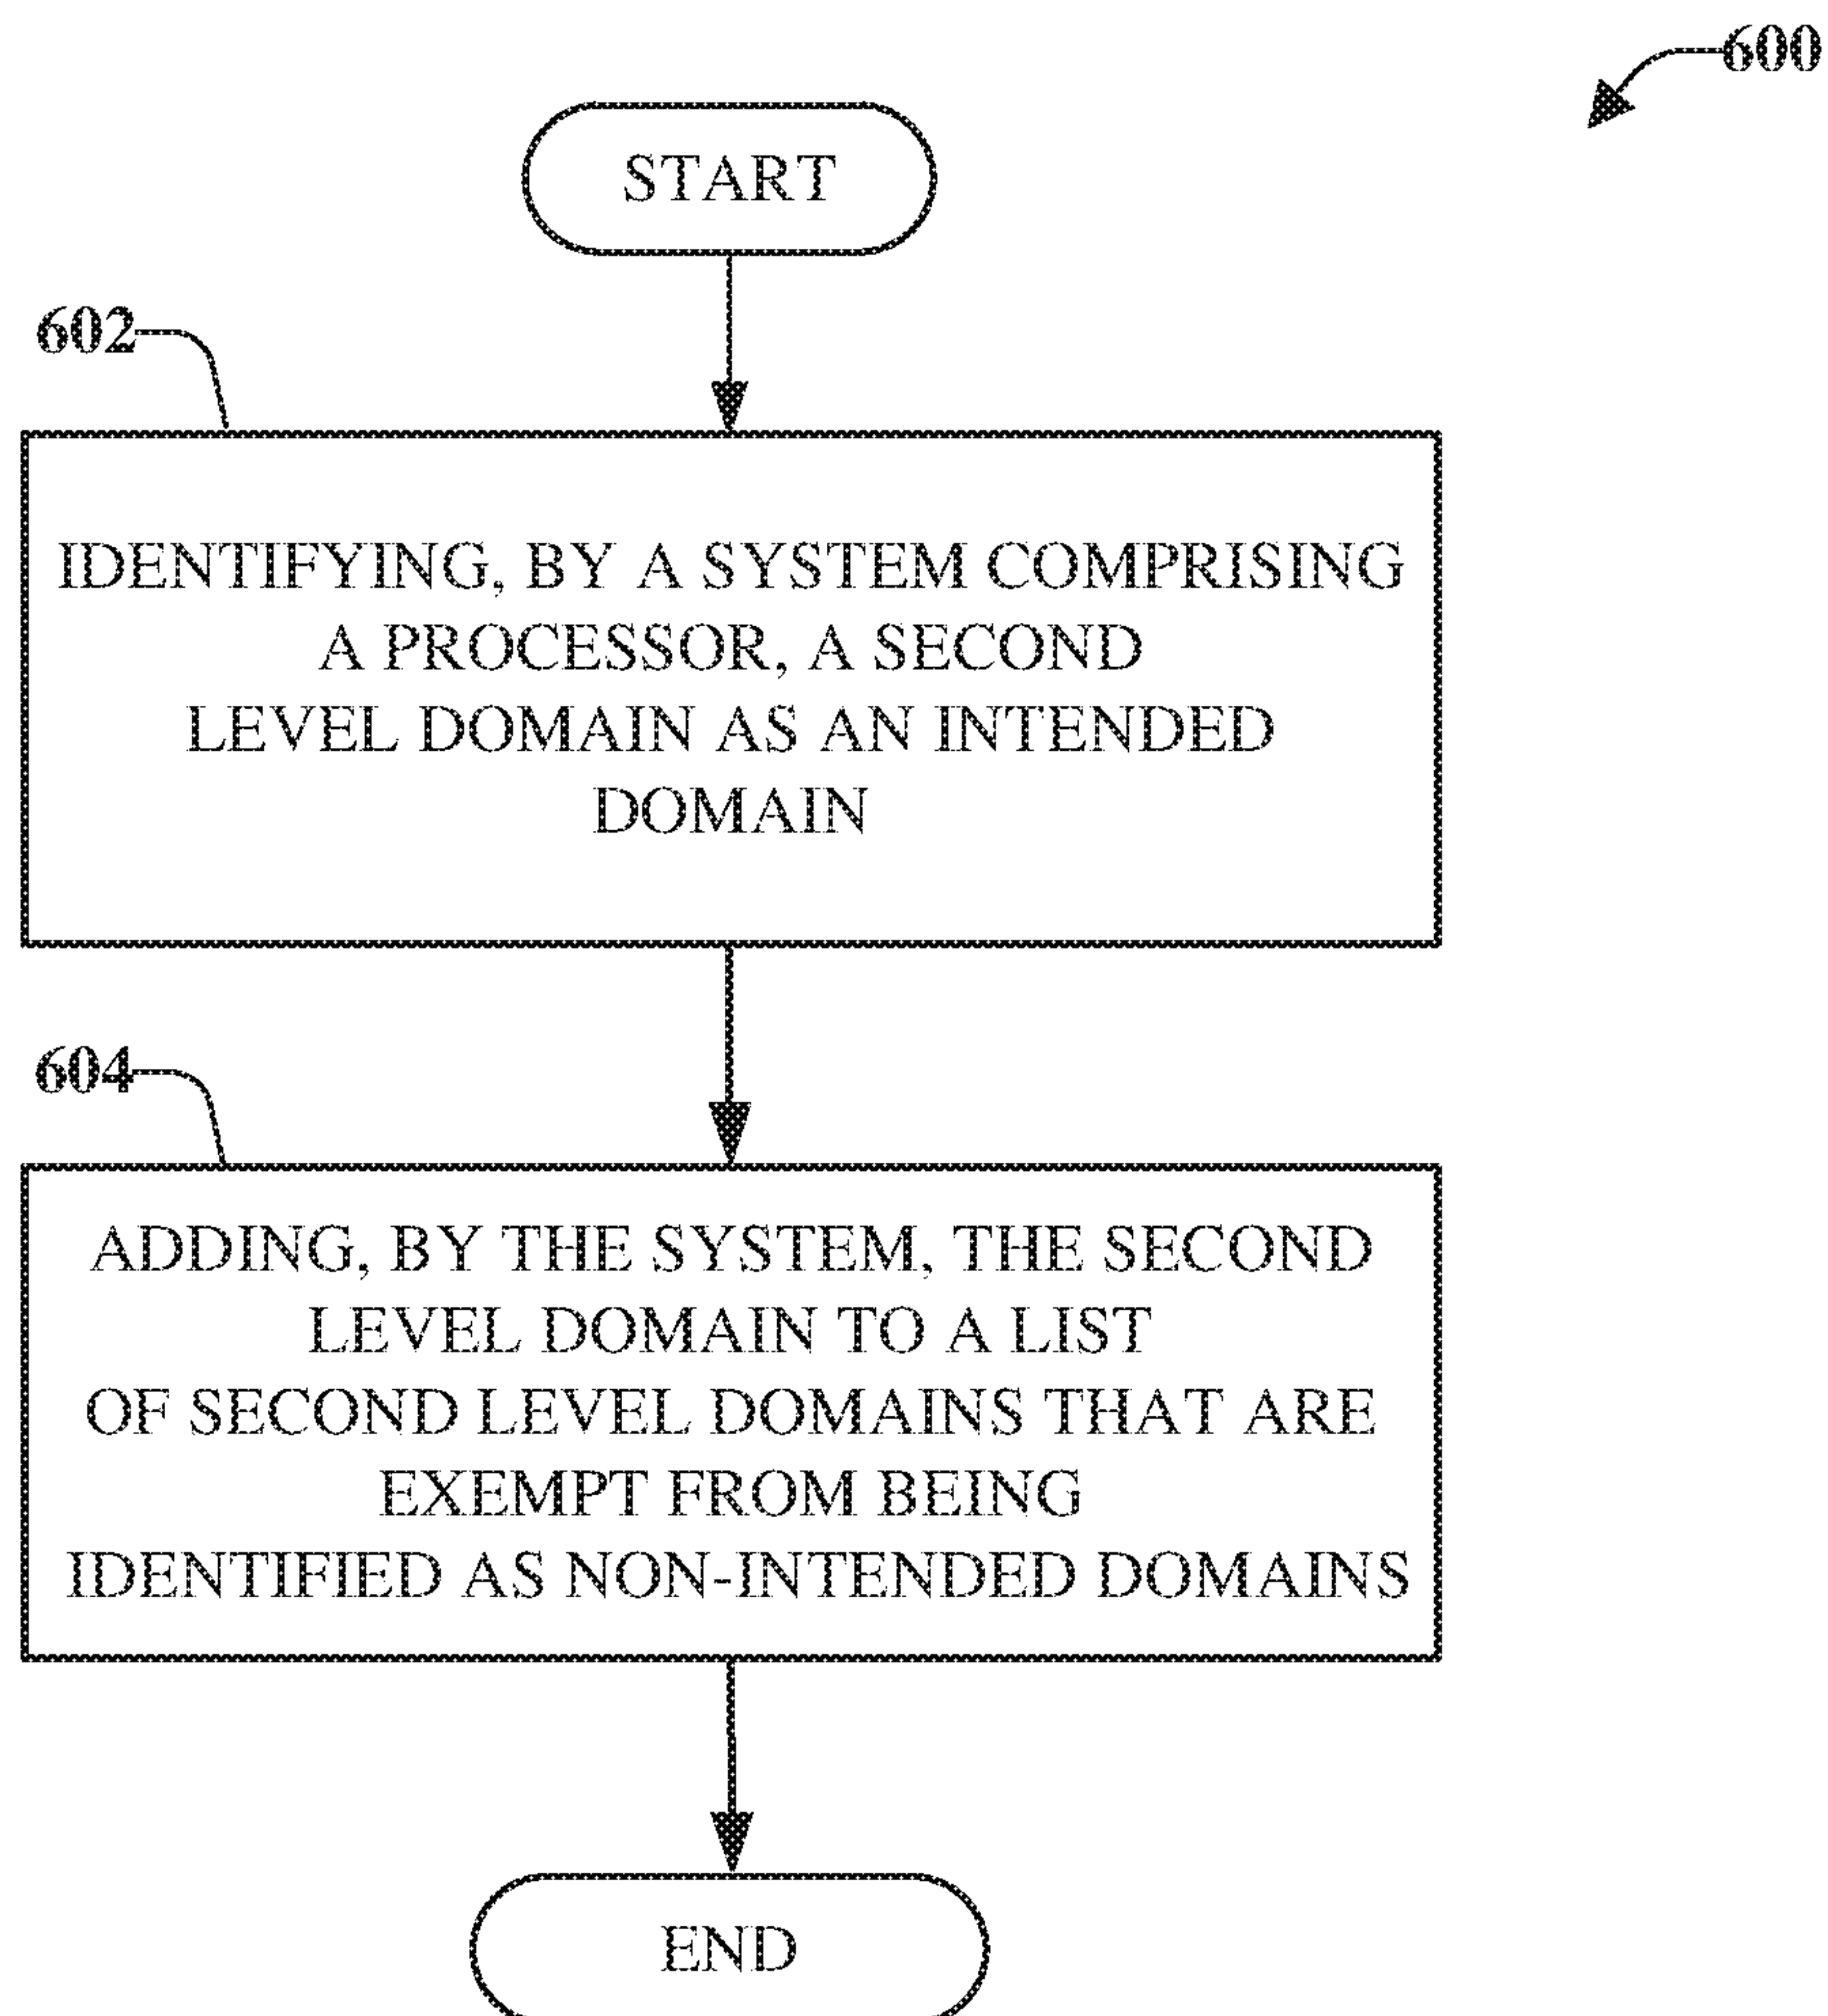 600
START
602
IDENTIFYING, BY A SYSTEM COMPRISING
A PROCESSOR, A SECOND
LEVEL DOMAIN AS AN INTENDED
DOMAIN
604
ADDING, BY THE SYSTEM, THE SECOND
LEVEL DOMAIN TO A LIST
OF SECOND LEVEL DOMAINS THAT ARE
EXEMPT FROM BEING
IDENTIFIED AS NON-INTENDED DOMAINS
END